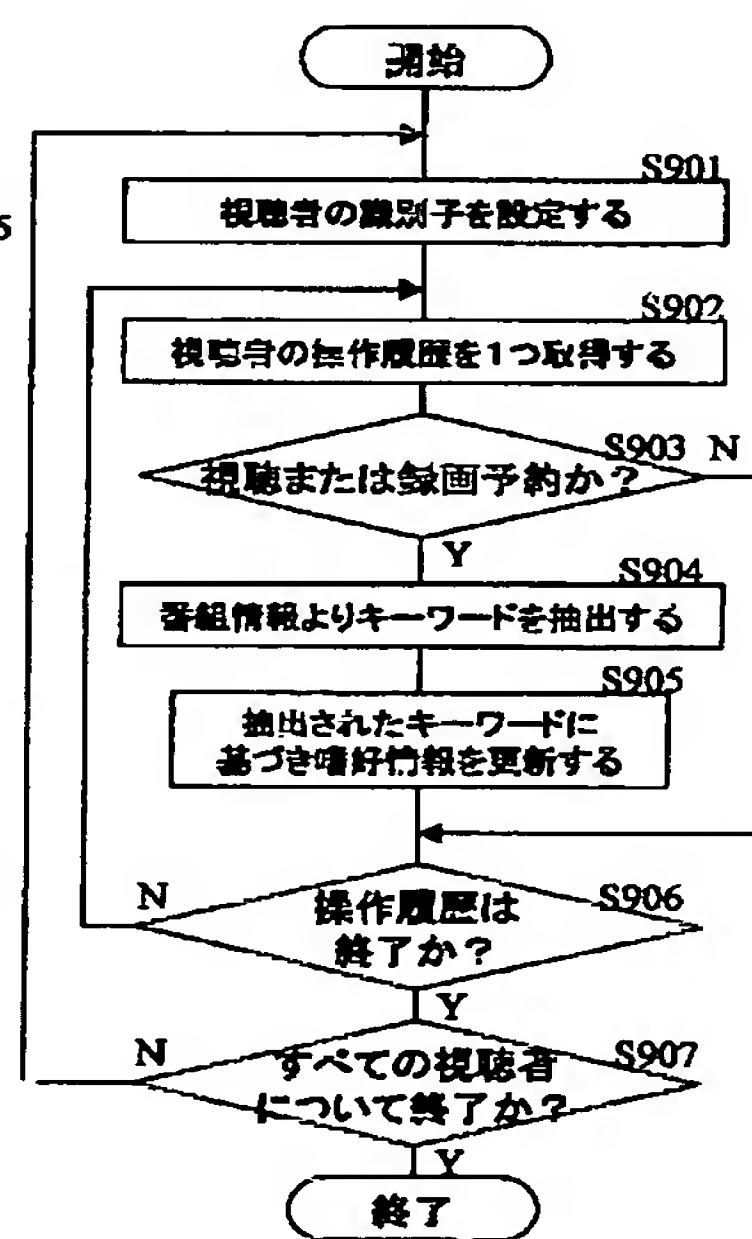 開始
S901
視聴者の識別子を設定する
5
S902
視聴者の操作履歴を1つ取得する
S903 N
視聴または録画予約か？
Y
S904
番組情報よりキーワードを抽出する
S905
抽出されたキーワードに
基づき嗜好情報を更新する
N
S906
操作履歴は
終了か？
Y
N
S907
すべての視聴者
について終了か？
Y
終了